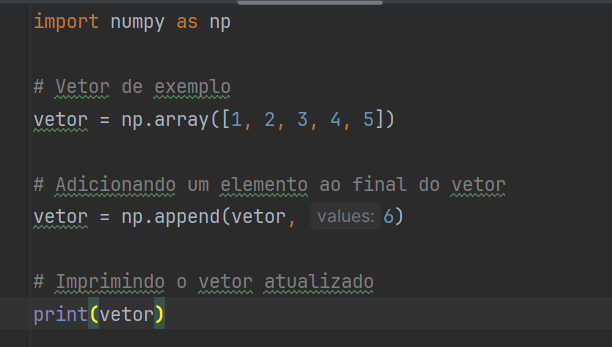 import numpy as np
# Vetor de exemplo
vetor = np.array([1, 2, 3, 4, 5])
# Adicionando um elemento ao final do vetor
vetor = np.append(vetor, values: 6)
# Imprimindo o vetor atualizado
print(vetor)